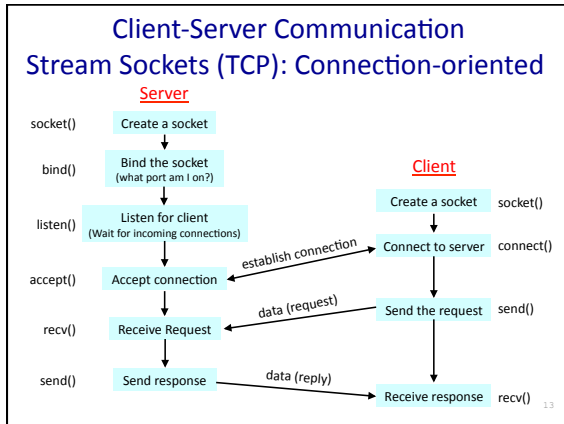 Client-Server Communication
Stream Sockets (TCP): Connection-oriented
Server
socket()
Create a socket
bind()
Bind the socket
(what port am I on?)
listen()
Listen for client
(Wait for incoming connections)
accept()
Accept connection
recv()
Receive Request
send()
Send response
establish connection
data (request)
data (reply)
Client
Create a socket
socket()
Connect to server
connect()
Send the request
send()
Receive response
recv()
13